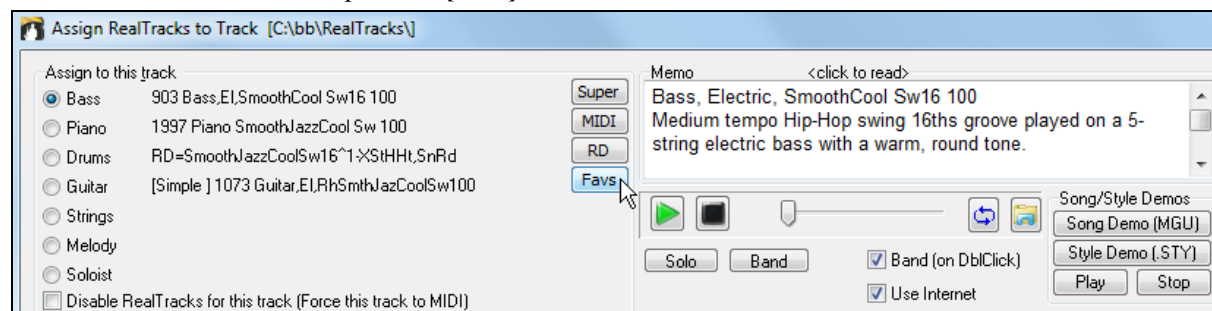 Assign RealTracks to Track [C:\bb\RealTracks\]
Assign to this track
Bass 903 Bass,El,SmoothCool Sw16 100
Piano 1997 Piano SmoothJazzCool Sw 100
Drums RD=SmoothJazzCoolSw16^1-XStHHt,SnRd
Guitar [Simple ] 1073 Guitar,El,RhSmthJazCoolSw100
Strings
Melody
Soloist
Disable RealTracks for this track (Force this track to MIDI)
Super
MIDI
RD
Favs
Memo <click to read>
Bass, Electric, SmoothCool Sw16 100
Medium tempo Hip-Hop swing 16ths groove played on a 5-
string electric bass with a warm, round tone.
Solo Band
Band (on DblClick)
Use Internet
Song/Style Demos
Song Demo (MGU)
Style Demo (.STY)
Play Stop